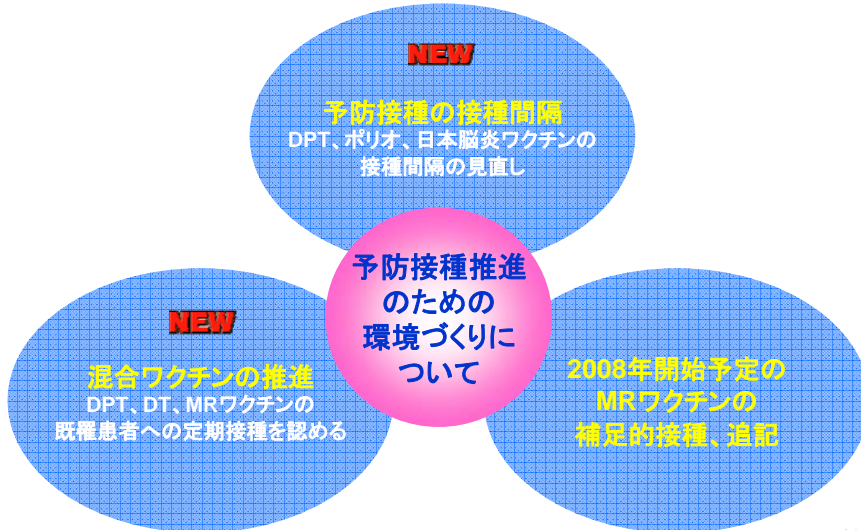 NEW
予防接種の接種間隔
DPT、ポリオ、日本脳炎ワクチンの
接種間隔の見直し
予防接種推進
のための
環境づくりに
ついて
NEW
混合ワクチンの推進
DPT、DT、MRワクチンの
既罹患者への定期接種を認める
2008年開始予定の
MRワクチンの
補足的接種、追記